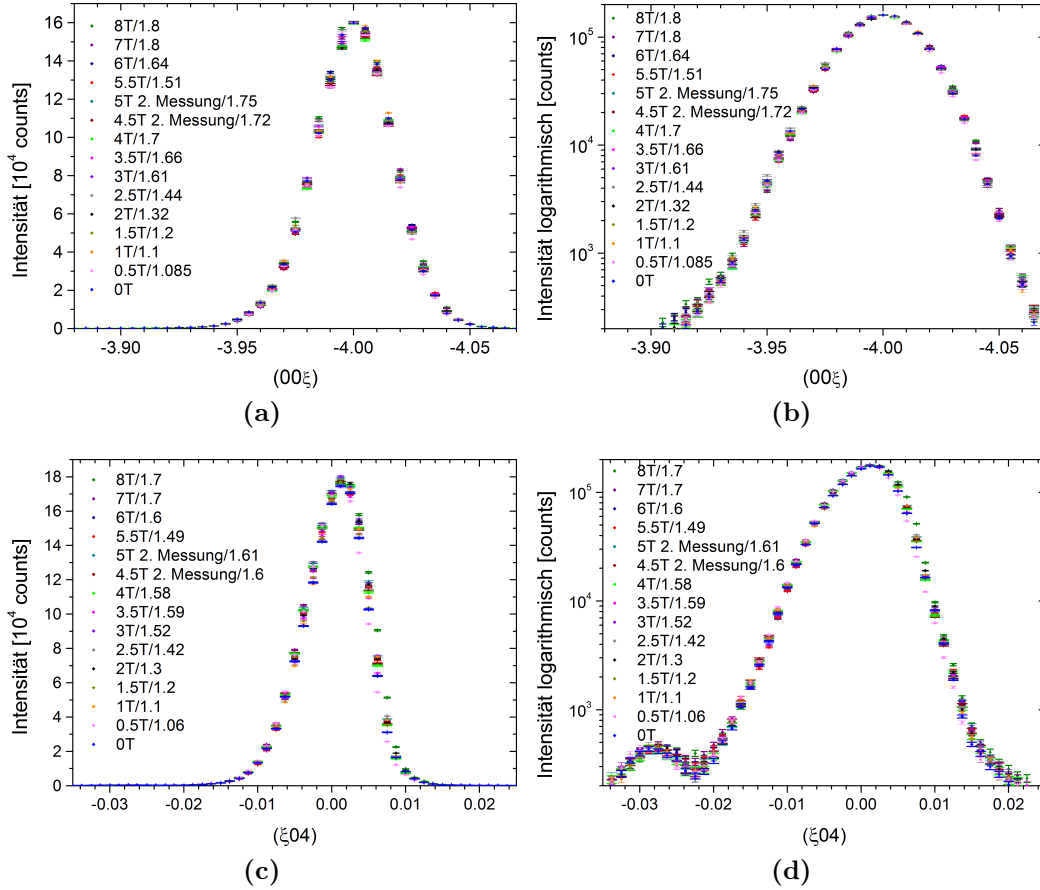 Intensität [10⁴ counts]
18
16
14
12
10
8
6
4
2
0
8T/1.8
7T/1.8
6T/1.64
5.5T/1.51
5T 2. Messung/1.75
4.5T 2. Messung/1.72
4T/1.7
3.5T/1.66
3T/1.61
2.5T/1.44
2T/1.32
1.5T/1.2
1T/1.1
0.5T/1.085
0T
-3.90 -3.95 -4.00 -4.05
(00ξ)
(a)
Intensität logarithmisch [counts]
10⁵
10⁴
10³
8T/1.8
7T/1.8
6T/1.64
5.5T/1.51
5T 2. Messung/1.75
4.5T 2. Messung/1.72
4T/1.7
3.5T/1.66
3T/1.61
2.5T/1.44
2T/1.32
1.5T/1.2
1T/1.1
0.5T/1.085
0T
-3.90 -3.95 -4.00 -4.05
(00ξ)
(b)
Intensität [10⁴ counts]
18
16
14
12
10
8
6
4
2
0
8T/1.7
7T/1.7
6T/1.6
5.5T/1.49
5T 2. Messung/1.61
4.5T 2. Messung/1.6
4T/1.58
3.5T/1.59
3T/1.52
2.5T/1.42
2T/1.3
1.5T/1.2
1T/1.1
0.5T/1.06
0T
-0.03 -0.02 -0.01 0.00 0.01 0.02
(ξ04)
(c)
Intensität logarithmisch [counts]
10⁵
10⁴
10³
8T/1.7
7T/1.7
6T/1.6
5.5T/1.49
5T 2. Messung/1.61
4.5T 2. Messung/1.6
4T/1.58
3.5T/1.59
3T/1.52
2.5T/1.42
2T/1.3
1.5T/1.2
1T/1.1
0.5T/1.06
0T
-0.03 -0.02 -0.01 0.00 0.01 0.02
(ξ04)
(d)